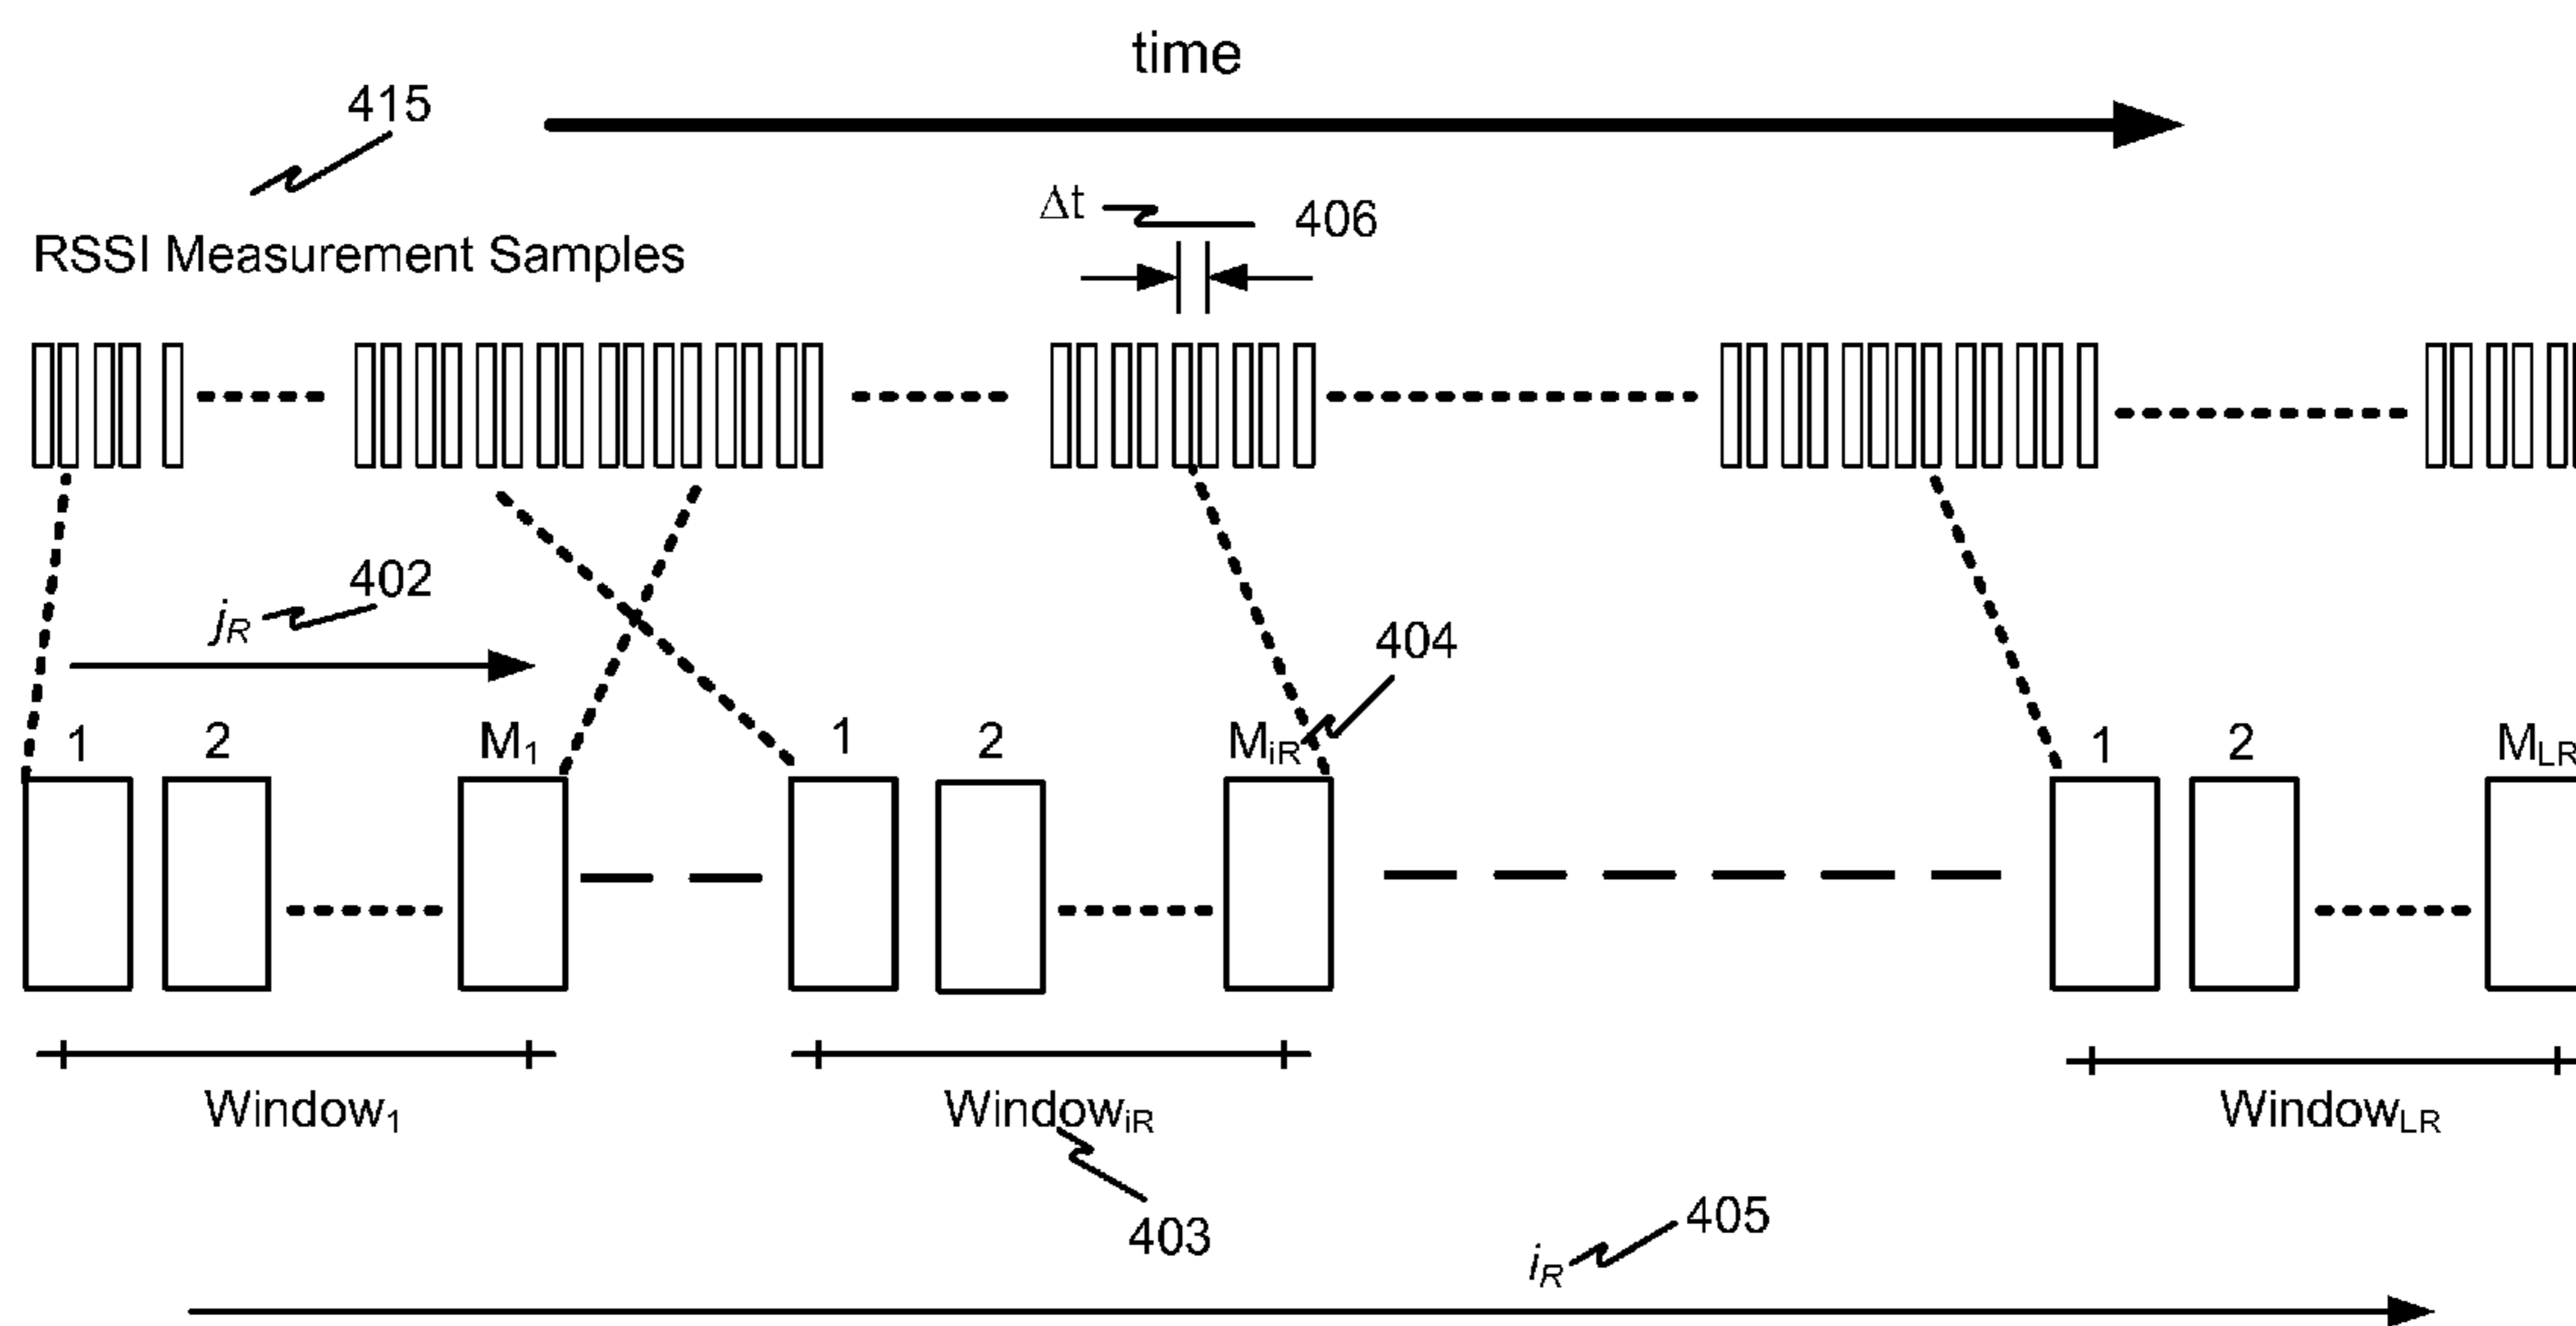 time
415
Δt
406
RSSI Measurement Samples
402
jR
404
1 2 M1 1 2 MiR 1 2 MLR
Window1 WindowiR WindowLR
403
405
iR